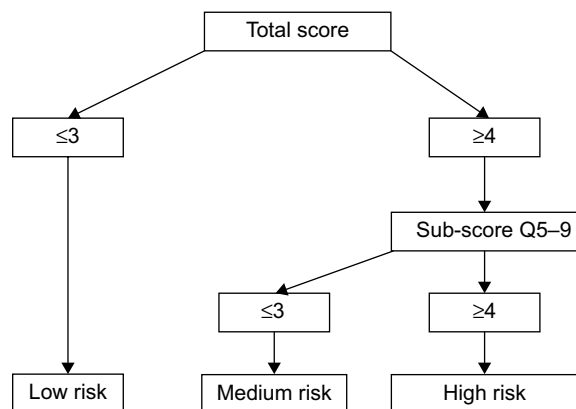 Total score
≤3
≥4
Sub-score Q5–9
≤3
≥4
Low risk
Medium risk
High risk